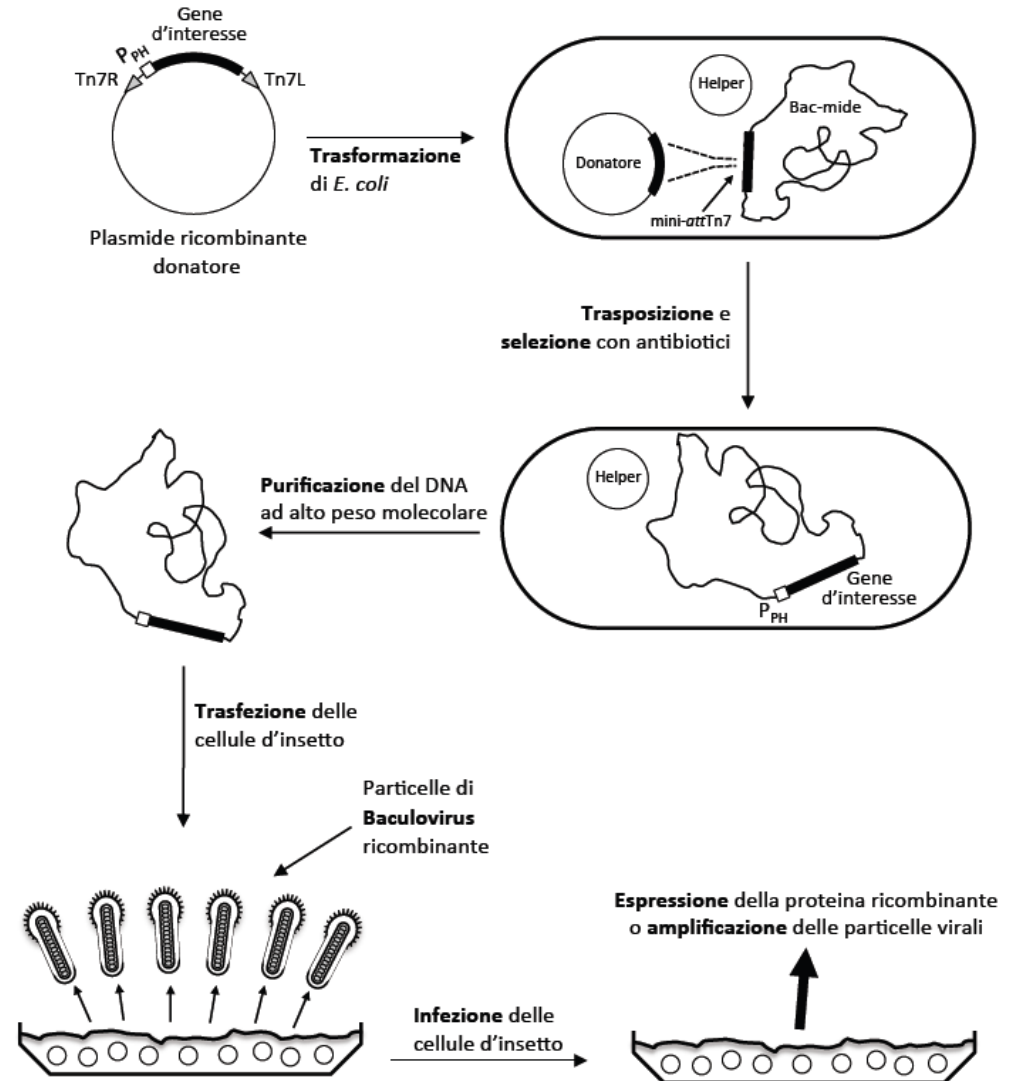 Gene
d'interesse
P_PH
Tn7R
Tn7L
Trasformazione
di E. coli
Plasmide ricombinante
donatore
Helper
Bac-mide
Donatore
mini-attTn7
Trasposizione e
selezione con antibiotici
Helper
Gene
d'interesse
P_PH
Purificazione del DNA
ad alto peso molecolare
Trasfezione delle
cellule d'insetto
Particelle di
Baculovirus
ricombinante
Espressione della proteina ricombinante
o amplificazione delle particelle virali
Infezione delle
cellule d'insetto